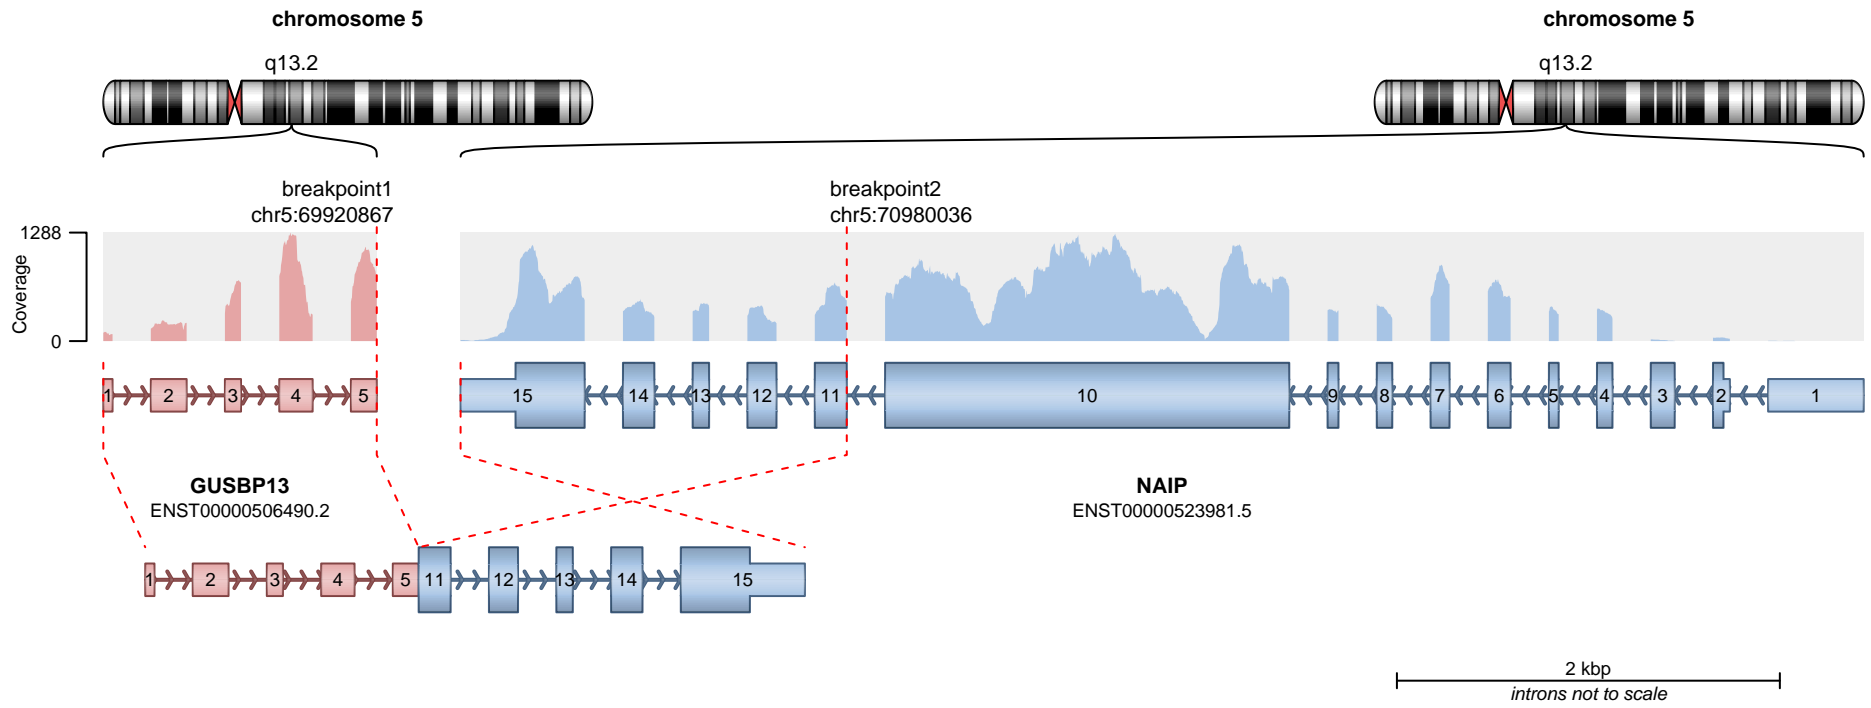 chromosome 5
chromosome 5
q13.2
q13.2
breakpoint1
chr5:69920867
breakpoint2
chr5:70980036
1288
0
Coverage
1 2 3 4 5
15 14 13 12 11 10 9 8 7 6 5 4 3 2 1
GUSBP13
ENST00000506490.2
NAIP
ENST00000523981.5
1 2 3 4 5 11 12 13 14 15
2 kbp
introns not to scale